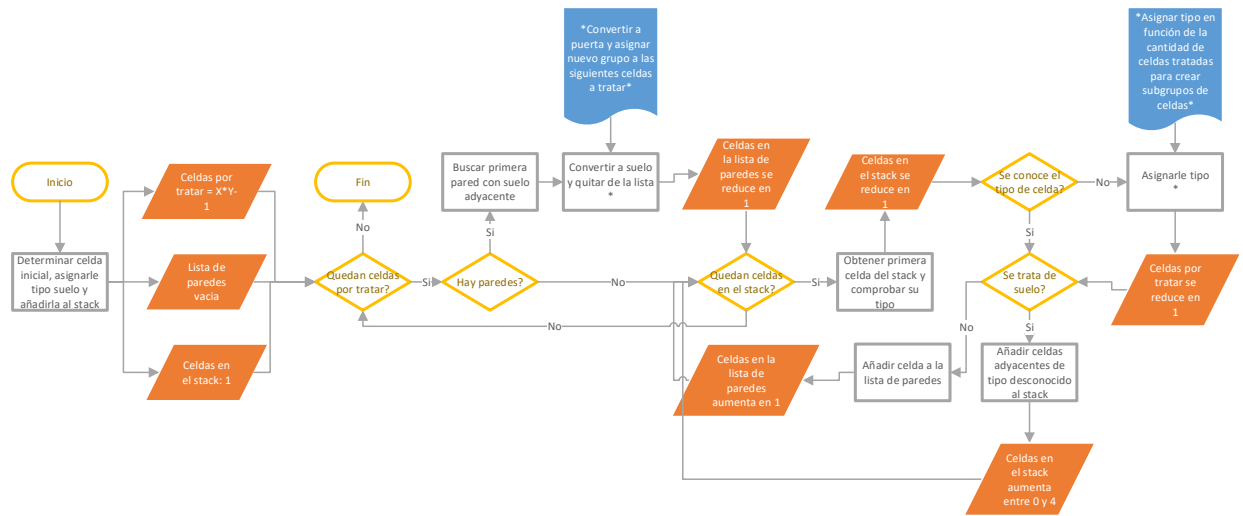 *Convertir a
puerta y asignar
nuevo grupo a las
siguientes celdas
a tratar*
*Asignar tipo en
función de la
cantidad de
celdas tratadas
para crear
subgrupos de
celdas*
Inicio
Celdas por
tratar = X*Y-
1
Fin
Buscar primera
pared con suelo
adyacente
Convertir a suelo
y quitar de la lista
*
Celdas en
la lista de
paredes se
reduce en
1
Celdas en
el stack se
reduce en
1
Se conoce el
tipo de celda?
No
Asignarle tipo
*
No
Si
Si
Determinar celda
inicial, asignarle
tipo suelo y
añadirla al stack
Lista de
paredes
vacia
Quedan celdas
por tratar?
Si
Hay paredes?
No
Quedan celdas
en el stack?
Si
Obtener primera
celda del stack y
comprobar su
tipo
Se trata de
suelo?
Celdas por
tratar se
reduce en
1
No
No
Si
Celdas en
el stack: 1
Celdas en la
lista de
paredes
aumenta en 1
Añadir celda a la
lista de paredes
Añadir celdas
adyacentes de
tipo desconocido
al stack
Celdas en
el stack
aumenta
entre 0 y 4